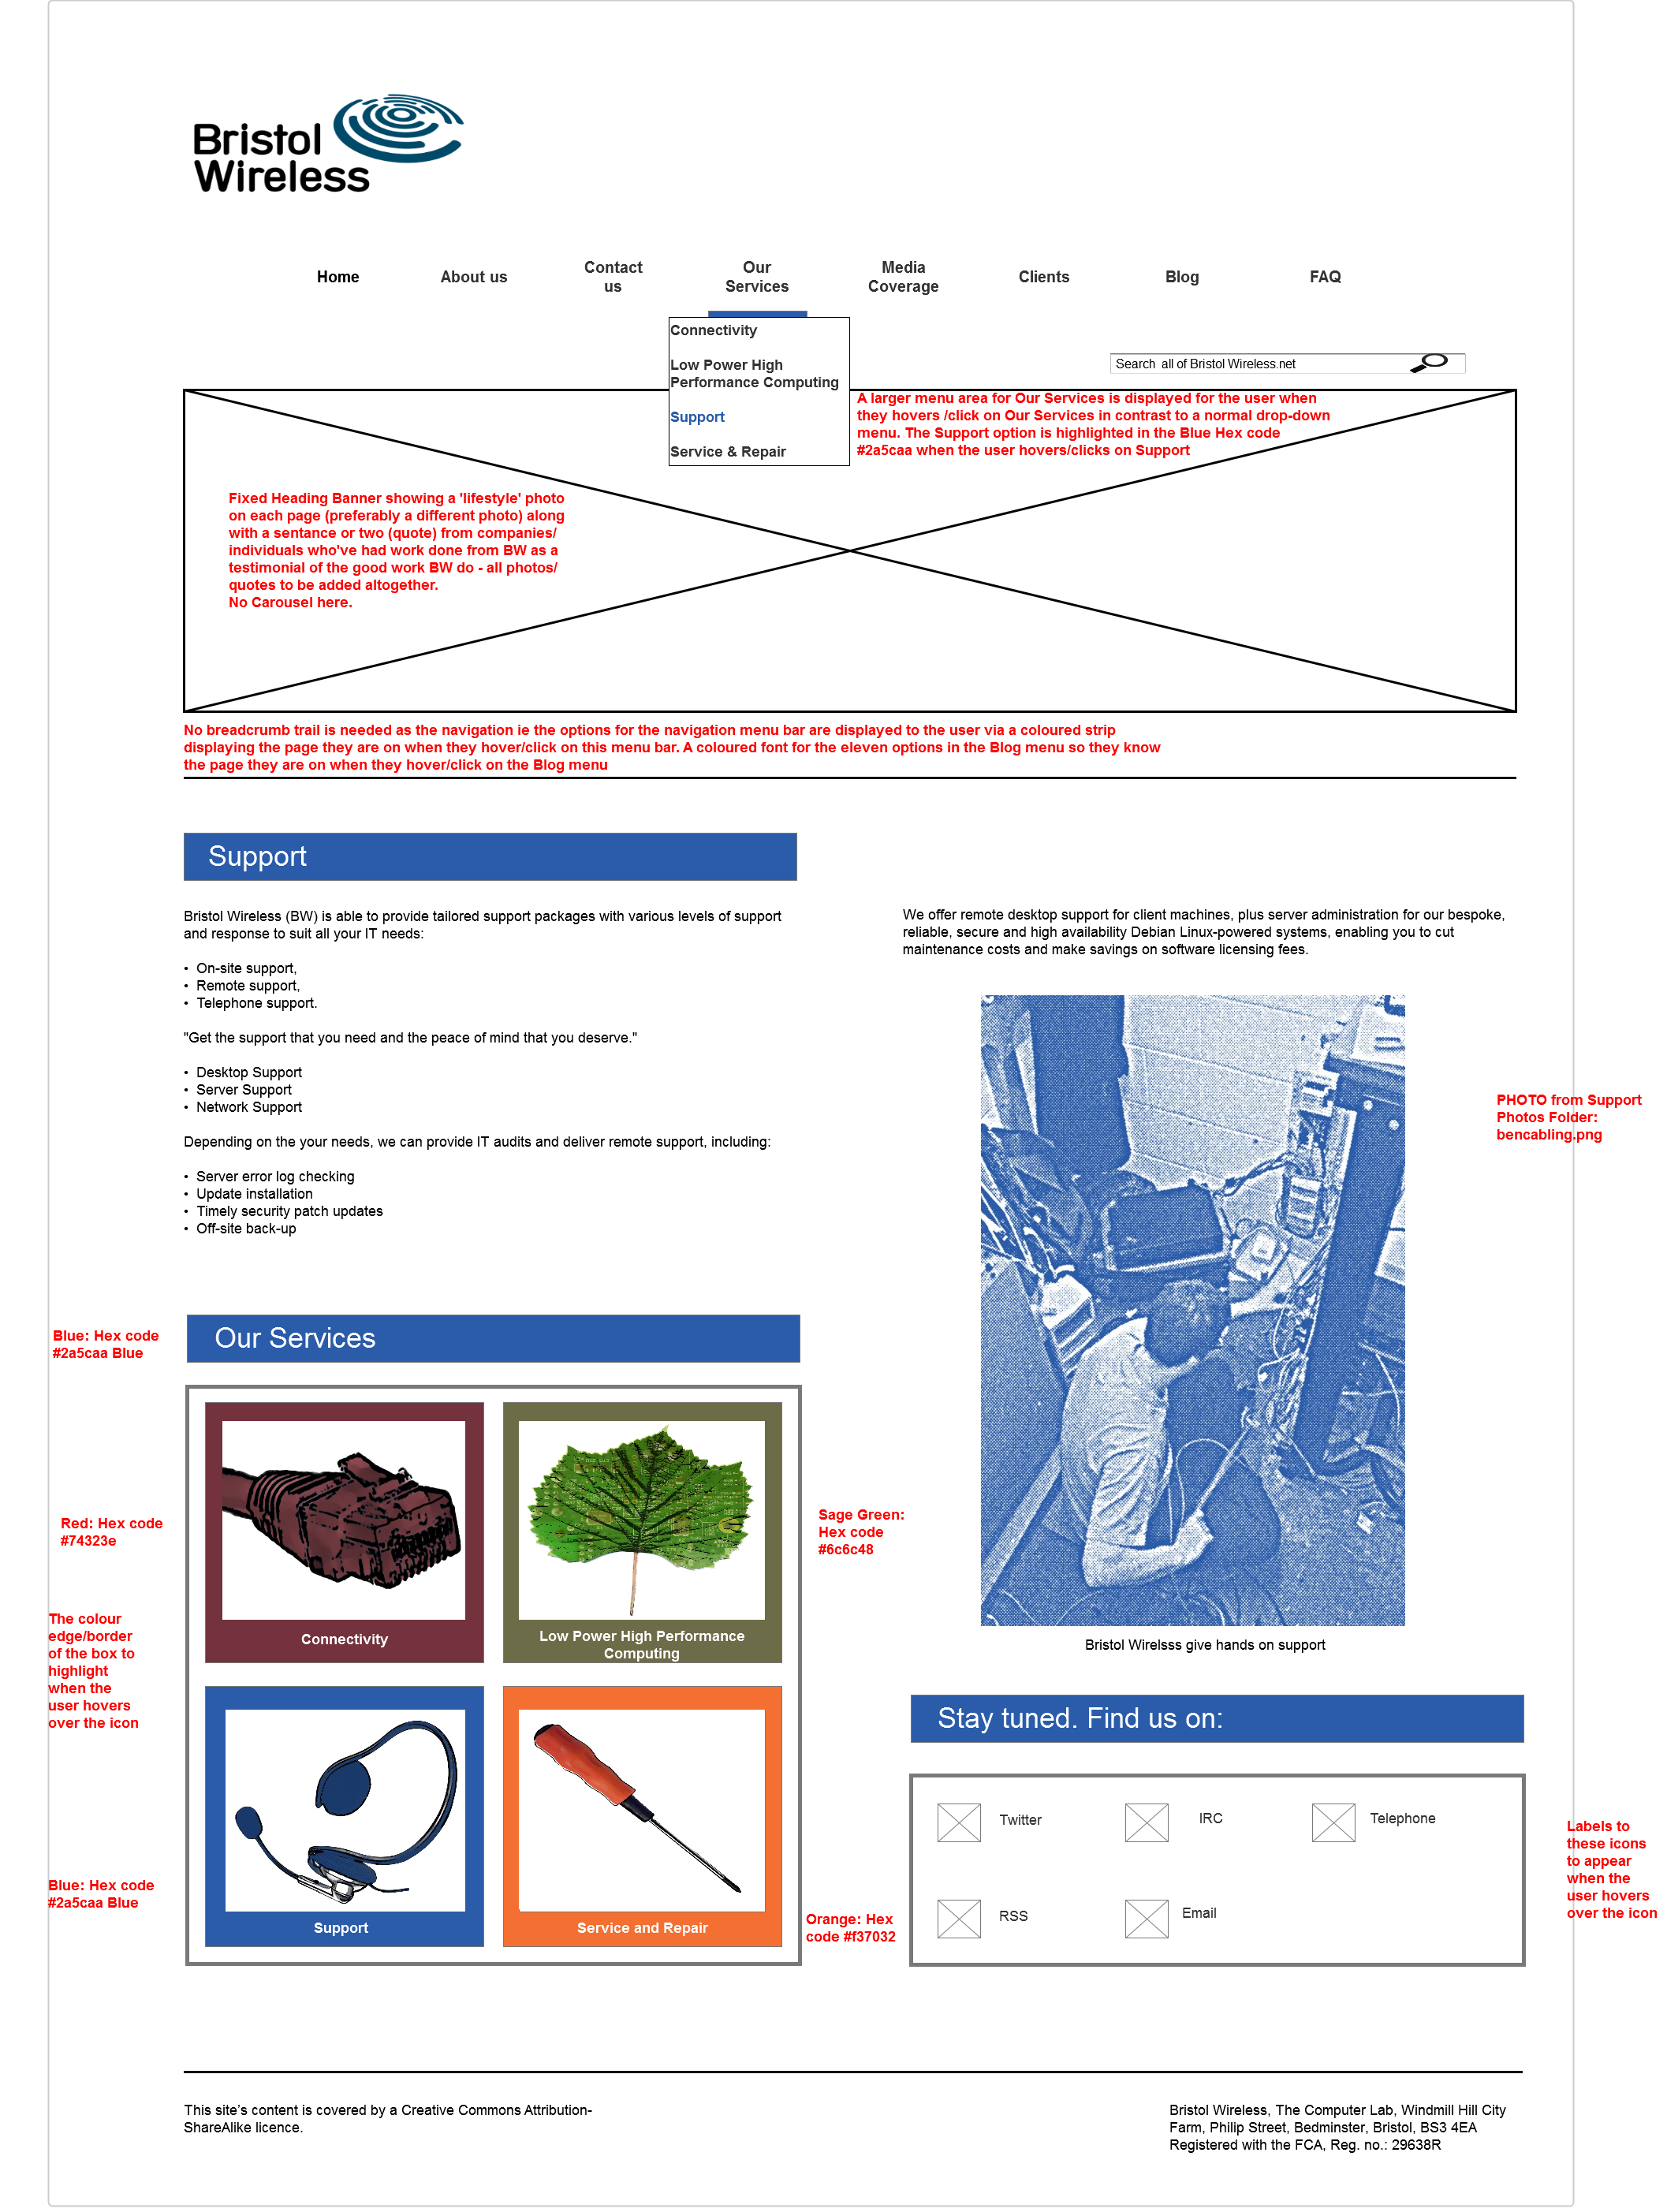 Bristol
Wireless
Home
About us
Contact
us
Our
Services
Media
Coverage
Clients
Blog
FAQ
Connectivity
Low Power High
Performance Computing
Support
Service & Repair
Search  all of Bristol Wireless.net
A larger menu area for Our Services is displayed for the user when
they hovers /click on Our Services in contrast to a normal drop-down
menu. The Support option is highlighted in the Blue Hex code
#2a5caa when the user hovers/clicks on Support
Fixed Heading Banner showing a 'lifestyle' photo
on each page (preferably a different photo) along
with a sentance or two (quote) from companies/
individuals who've had work done from BW as a
testimonial of the good work BW do - all photos/
quotes to be added altogether.
No Carousel here.
No breadcrumb trail is needed as the navigation ie the options for the navigation menu bar are displayed to the user via a coloured strip
displaying the page they are on when they hover/click on this menu bar. A coloured font for the eleven options in the Blog menu so they know
the page they are on when they hover/click on the Blog menu
Support
Bristol Wireless (BW) is able to provide tailored support packages with various levels of support
and response to suit all your IT needs:
• On-site support,
• Remote support,
• Telephone support.
"Get the support that you need and the peace of mind that you deserve."
• Desktop Support
• Server Support
• Network Support
Depending on the your needs, we can provide IT audits and deliver remote support, including:
• Server error log checking
• Update installation
• Timely security patch updates
• Off-site back-up
We offer remote desktop support for client machines, plus server administration for our bespoke,
reliable, secure and high availability Debian Linux-powered systems, enabling you to cut
maintenance costs and make savings on software licensing fees.
PHOTO from Support
Photos Folder:
bencabling.png
Bristol Wirelsss give hands on support
Blue: Hex code
#2a5caa Blue
Our Services
Red: Hex code
#74323e
The colour
edge/border
of the box to
highlight
when the
user hovers
over the icon
Connectivity
Low Power High Performance
Computing
Sage Green:
Hex code
#6c6c48
Blue: Hex code
#2a5caa Blue
Support
Service and Repair
Orange: Hex
code #f37032
Stay tuned. Find us on:
Twitter
IRC
Telephone
RSS
Email
Labels to
these icons
to appear
when the
user hovers
over the icon
This site’s content is covered by a Creative Commons Attribution-
ShareAlike licence.
Bristol Wireless, The Computer Lab, Windmill Hill City
Farm, Philip Street, Bedminster, Bristol, BS3 4EA
Registered with the FCA, Reg. no.: 29638R